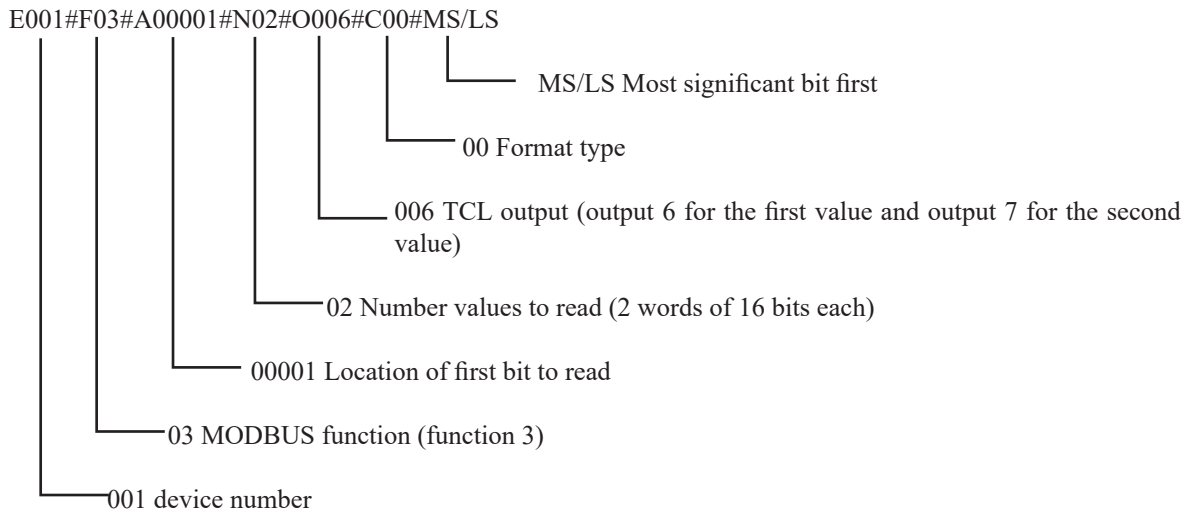 E001#F03#A00001#N02#O006#C00#MS/LS
MS/LS Most significant bit first
00 Format type
006 TCL output (output 6 for the first value and output 7 for the second
value)
02 Number values to read (2 words of 16 bits each)
00001 Location of first bit to read
03 MODBUS function (function 3)
001 device number